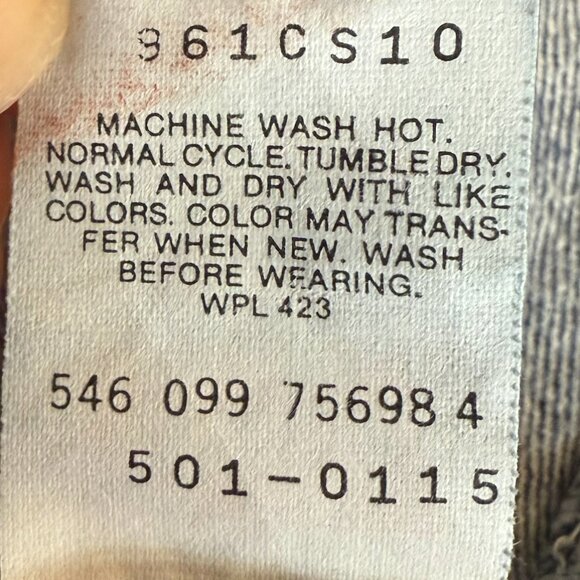 961CS10
MACHINE WASH HOT.
NORMAL CYCLE. TUMBLE DRY.
WASH AND DRY WITH LIKE
COLORS. COLOR MAY TRANS-
FER WHEN NEW. WASH
BEFORE WEARING.
WPL 423
546 099 75698 4
501-0115